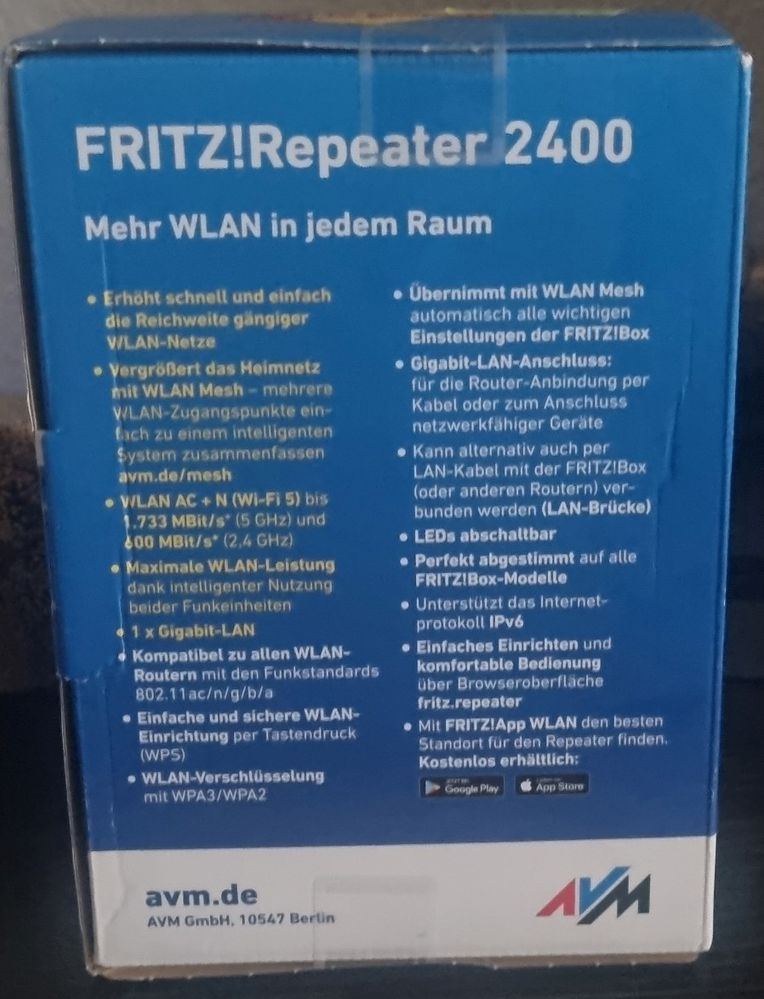 FRITZ!Repeater 2400
Mehr WLAN in jedem Raum
• Erhöht schnell und einfach
die Reichweite gängiger
WLAN-Netze
• Vergrößert das Heimnetz
mit WLAN Mesh – mehrere
WLAN-Zugangspunkte ein-
fach zu einem intelligenten
System zusammenfassen
avm.de/mesh
• WLAN AC + N (Wi-Fi 5) bis
1.733 MBit/s* (5 GHz) und
600 MBit/s* (2,4 GHz)
• Maximale WLAN-Leistung
dank intelligenter Nutzung
beider Funkeinheiten
• 1 x Gigabit-LAN
• Kompatibel zu allen WLAN-
Routern mit den Funkstandards
802.11ac/n/g/b/a
• Einfache und sichere WLAN-
Einrichtung per Tastendruck
(WPS)
• WLAN-Verschlüsselung
mit WPA3/WPA2
• Übernimmt mit WLAN Mesh
automatisch alle wichtigen
Einstellungen der FRITZ!Box
• Gigabit-LAN-Anschluss:
für die Router-Anbindung per
Kabel oder zum Anschluss
netzwerkfähiger Geräte
• Kann alternativ auch per
LAN-Kabel mit der FRITZ!Box
(oder anderen Routern) ver-
bunden werden (LAN-Brücke)
• LEDs abschaltbar
• Perfekt abgestimmt auf alle
FRITZ!Box-Modelle
• Unterstützt das Internet-
protokoll IPv6
• Einfaches Einrichten und
komfortable Bedienung
über Browseroberfläche
fritz.repeater
• Mit FRITZ!App WLAN den besten
Standort für den Repeater finden.
Kostenlos erhältlich:
Google Play
App Store
avm.de
AVM GmbH, 10547 Berlin
AVM